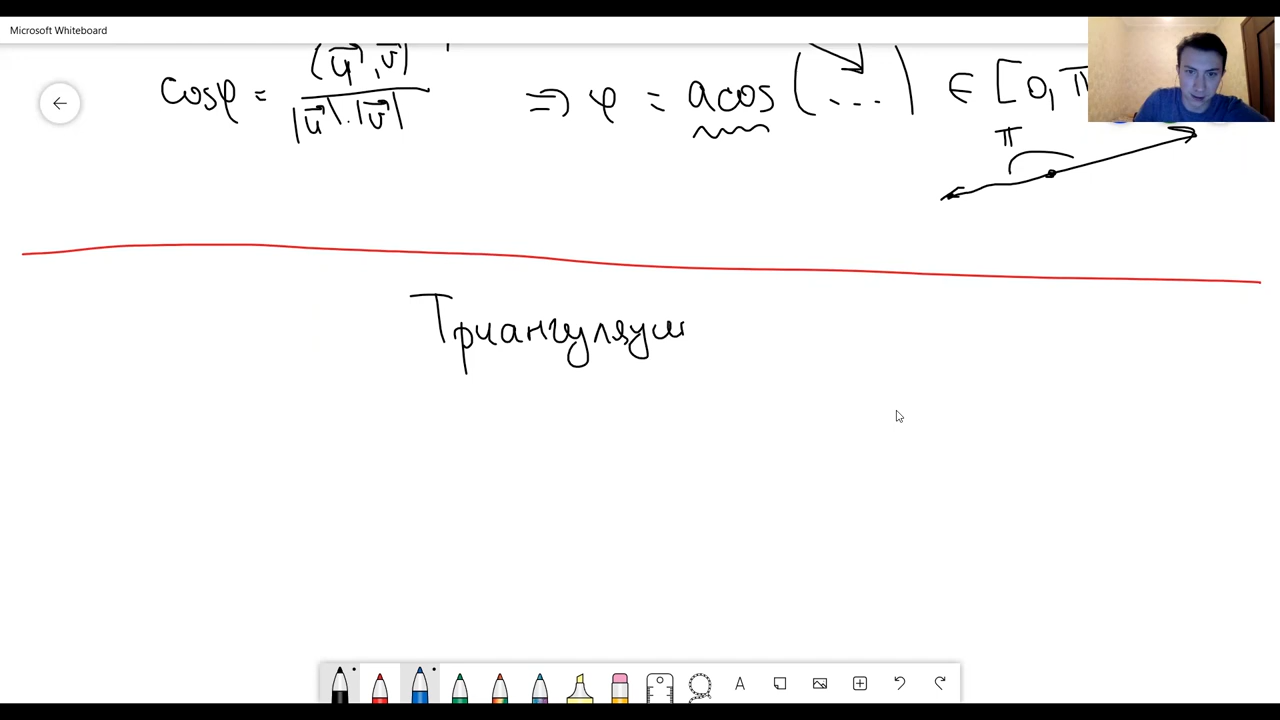 Microsoft Whiteboard
cosφ = (u⃗, v⃗) / |u⃗|·|v⃗| ⇒ φ = acos (...) ∈ [0, π
π
Триангуляци
A